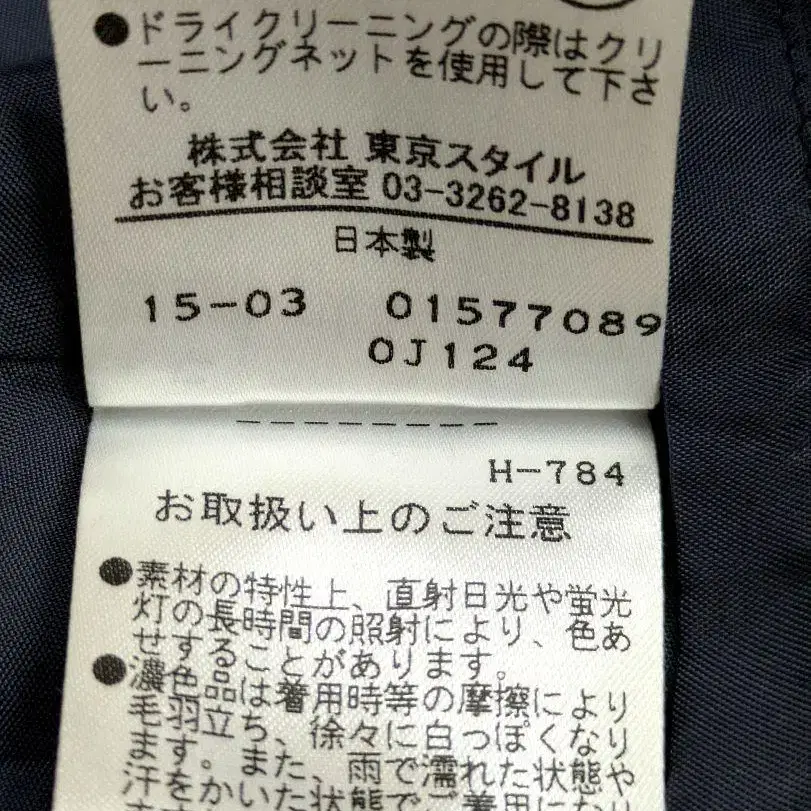 ●ドライクリーニングの際はクリ
ーニングネットを使用して下さ
い。
株式会社 東京スタイル
お客様相談室 03-3262-8138
日本製
15-03 01577089
0J124
H-784
お取扱い上のご注意
●素材の特性上、直射日光や蛍光
灯の長時間の照射により、色あ
せすることがあります。
●濃色品は着用時等の摩擦により
毛羽立ち、徐々に白っぽくなり
ます。また、雨で濡れた状態や
汗をかいた状態でご着用になり